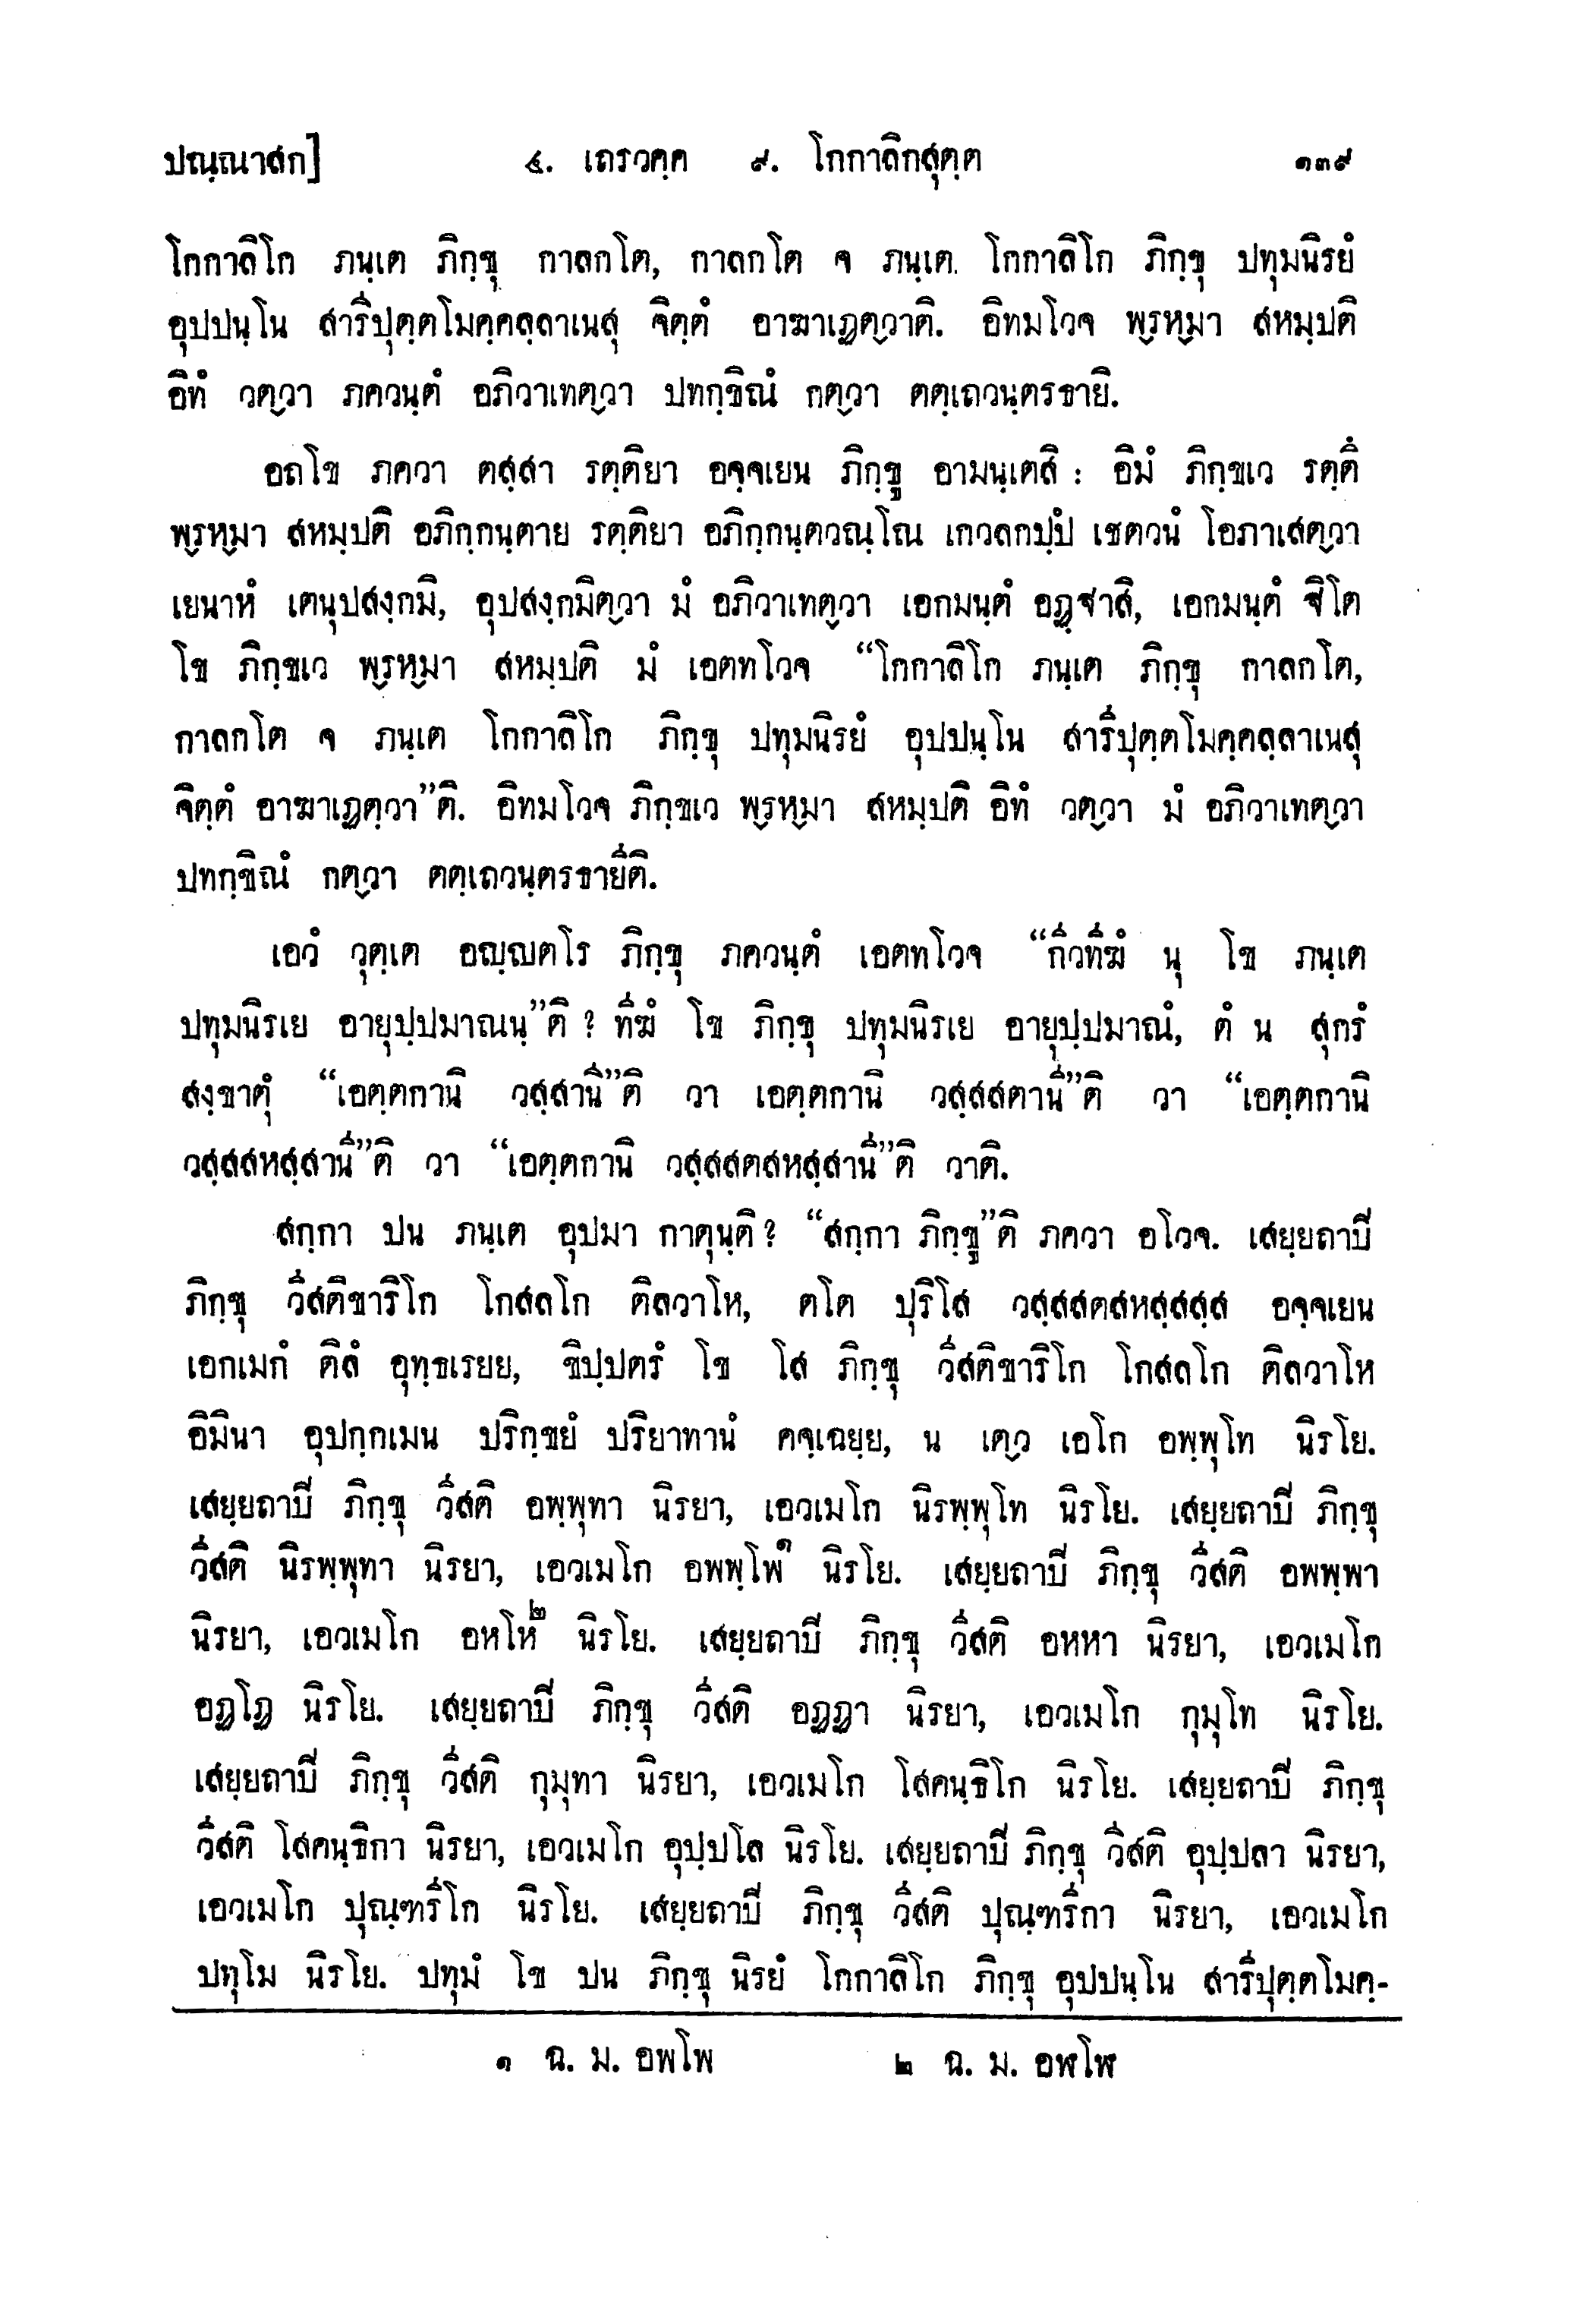 ปณฺณาสก]	๔. เถรวคฺค	๙. โกกาลิกสุตฺต	๑๓๙
โกกาลิโก ภนฺเต ภิกฺขุ กาลกโต, กาลกโต จ ภนฺเต โกกาลิโก ภิกฺขุ ปทุมนิรยํ
อุปปนฺโน สารีปุตฺตโมคฺคลฺลาเนสุ จิตฺตํ อาฆาเฏตฺวาติ. อิทมโวจ พฺรหฺมา สหมฺปติ
อิทํ วตฺวา ภควนฺตํ อภิวาเทตฺวา ปทกฺขิณํ กตฺวา ตตฺเถวนฺตรธายิ.
อถโข ภควา ตสฺสา รตฺติยา อจฺจเยน ภิกฺขู อามนฺเตสิ : อิมํ ภิกฺขเว รตฺตึ
พฺรหฺมา สหมฺปติ อภิกฺกนฺตาย รตฺติยา อภิกฺกนฺตวณฺโณ เกวลกปฺปํ เชตวนํ โอภาเสตฺวา
เยนาหํ เตนุปสงฺกมิ, อุปสงฺกมิตฺวา มํ อภิวาเทตฺวา เอกมนฺตํ อฏฺฐาสิ, เอกมนฺตํ ฐิโต
โข ภิกฺขเว พฺรหฺมา สหมฺปติ มํ เอตทโวจ “โกกาลิโก ภนฺเต ภิกฺขุ กาลกโต,
กาลกโต จ ภนฺเต โกกาลิโก ภิกฺขุ ปทุมนิรยํ อุปปนฺโน สารีปุตฺตโมคฺคลฺลาเนสุ
จิตฺตํ อาฆาเฏตฺวา”ติ. อิทมโวจ ภิกฺขเว พฺรหฺมา สหมฺปติ อิทํ วตฺวา มํ อภิวาเทตฺวา
ปทกฺขิณํ กตฺวา ตตฺเถวนฺตรธายีติ.
เอวํ วุตฺเต อญฺญตโร ภิกฺขุ ภควนฺตํ เอตทโวจ “กีวทีฆํ นุ โข ภนฺเต
ปทุมนิรเย อายุปฺปมาณนฺ”ติ ? ทีฆํ โข ภิกฺขุ ปทุมนิรเย อายุปฺปมาณํ, ตํ น สุกรํ
สงฺขาตุํ “เอตฺตกานิ วสฺสานี”ติ วา เอตฺตกานิ วสฺสสตานี”ติ วา “เอตฺตกานิ
วสฺสสหสฺสานี”ติ วา “เอตฺตกานิ วสฺสสตสหสฺสานี”ติ วาติ.
สกฺกา ปน ภนฺเต อุปมา กาตุนฺติ ? “สกฺกา ภิกฺขู”ติ ภควา อโวจ. เสยฺยถาปิ
ภิกฺขุ วีสติขาริโก โกสลโก ติลวาโห, ตโต ปุริโส วสฺสสตสหสฺสสฺส อจฺจเยน
เอกเมกํ ติลํ อุทฺธเรยย, ขิปฺปตรํ โข โส ภิกฺขุ วีสติขาริโก โกสลโก ติลวาโห
อิมินา อุปกฺกเมน ปริกฺขยํ ปริยาทานํ คจฺเฉยฺย, น เตฺว เอโก อพฺพุโท นิรโย.
เสยฺยถาปิ ภิกฺขุ วีสติ อพฺพุทา นิรยา, เอวเมโก นิรพฺพุโท นิรโย. เสยฺยถาปิ ภิกฺขุ
วีสติ นิรพฺพุทา นิรยา, เอวเมโก อพพฺโพ๑ นิรโย. เสยฺยถาปิ ภิกฺขุ วีสติ อพพฺพา
นิรยา, เอวเมโก อหโห๒ นิรโย. เสยฺยถาปิ ภิกฺขุ วีสติ อหหา นิรยา, เอวเมโก
อฏโฏ นิรโย. เสยฺยถาปิ ภิกฺขุ วีสติ อฏฏา นิรยา, เอวเมโก กุมุโท นิรโย.
เสยฺยถาปิ ภิกฺขุ วีสติ กุมุทา นิรยา, เอวเมโก โสคนฺธิโก นิรโย. เสยฺยถาปิ ภิกฺขุ
วีสติ โสคนฺธิกา นิรยา, เอวเมโก อุปฺปโล นิรโย. เสยฺยถาปิ ภิกฺขุ วีสติ อุปฺปลา นิรยา,
เอวเมโก ปุณฺฑรีโก นิรโย. เสยฺยถาปิ ภิกฺขุ วีสติ ปุณฺฑรีกา นิรยา, เอวเมโก
ปทุโม นิรโย. ปทุมํ โข ปน ภิกฺขุ นิรยํ โกกาลิโก ภิกฺขุ อุปปนฺโน สารีปุตฺตโมคฺ-
๑ ฉ. ม. อพโพ	๒ ฉ. ม. อฬโฬ